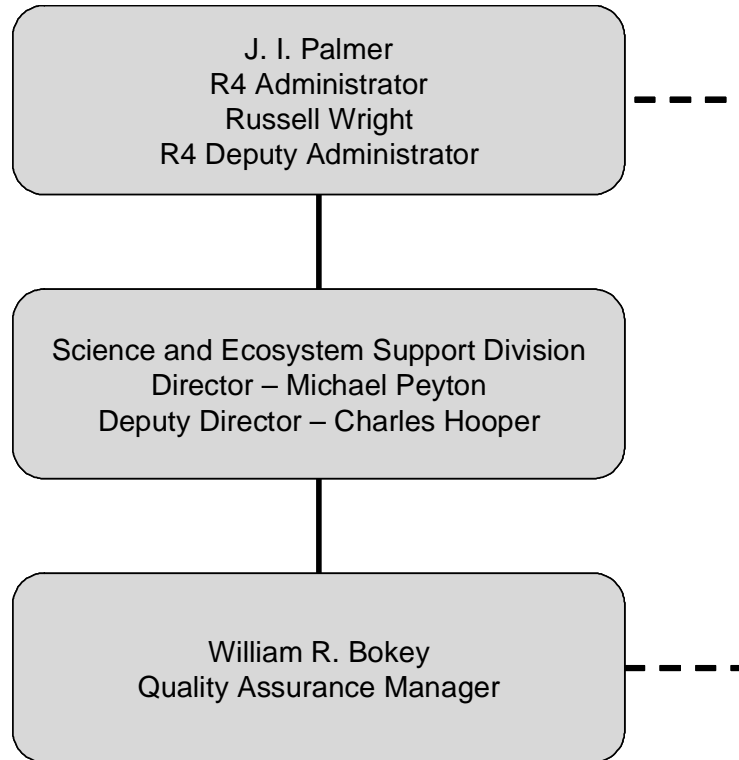 J. I. Palmer
R4 Administrator
Russell Wright
R4 Deputy Administrator
Science and Ecosystem Support Division
Director – Michael Peyton
Deputy Director – Charles Hooper
William R. Bokey
Quality Assurance Manager